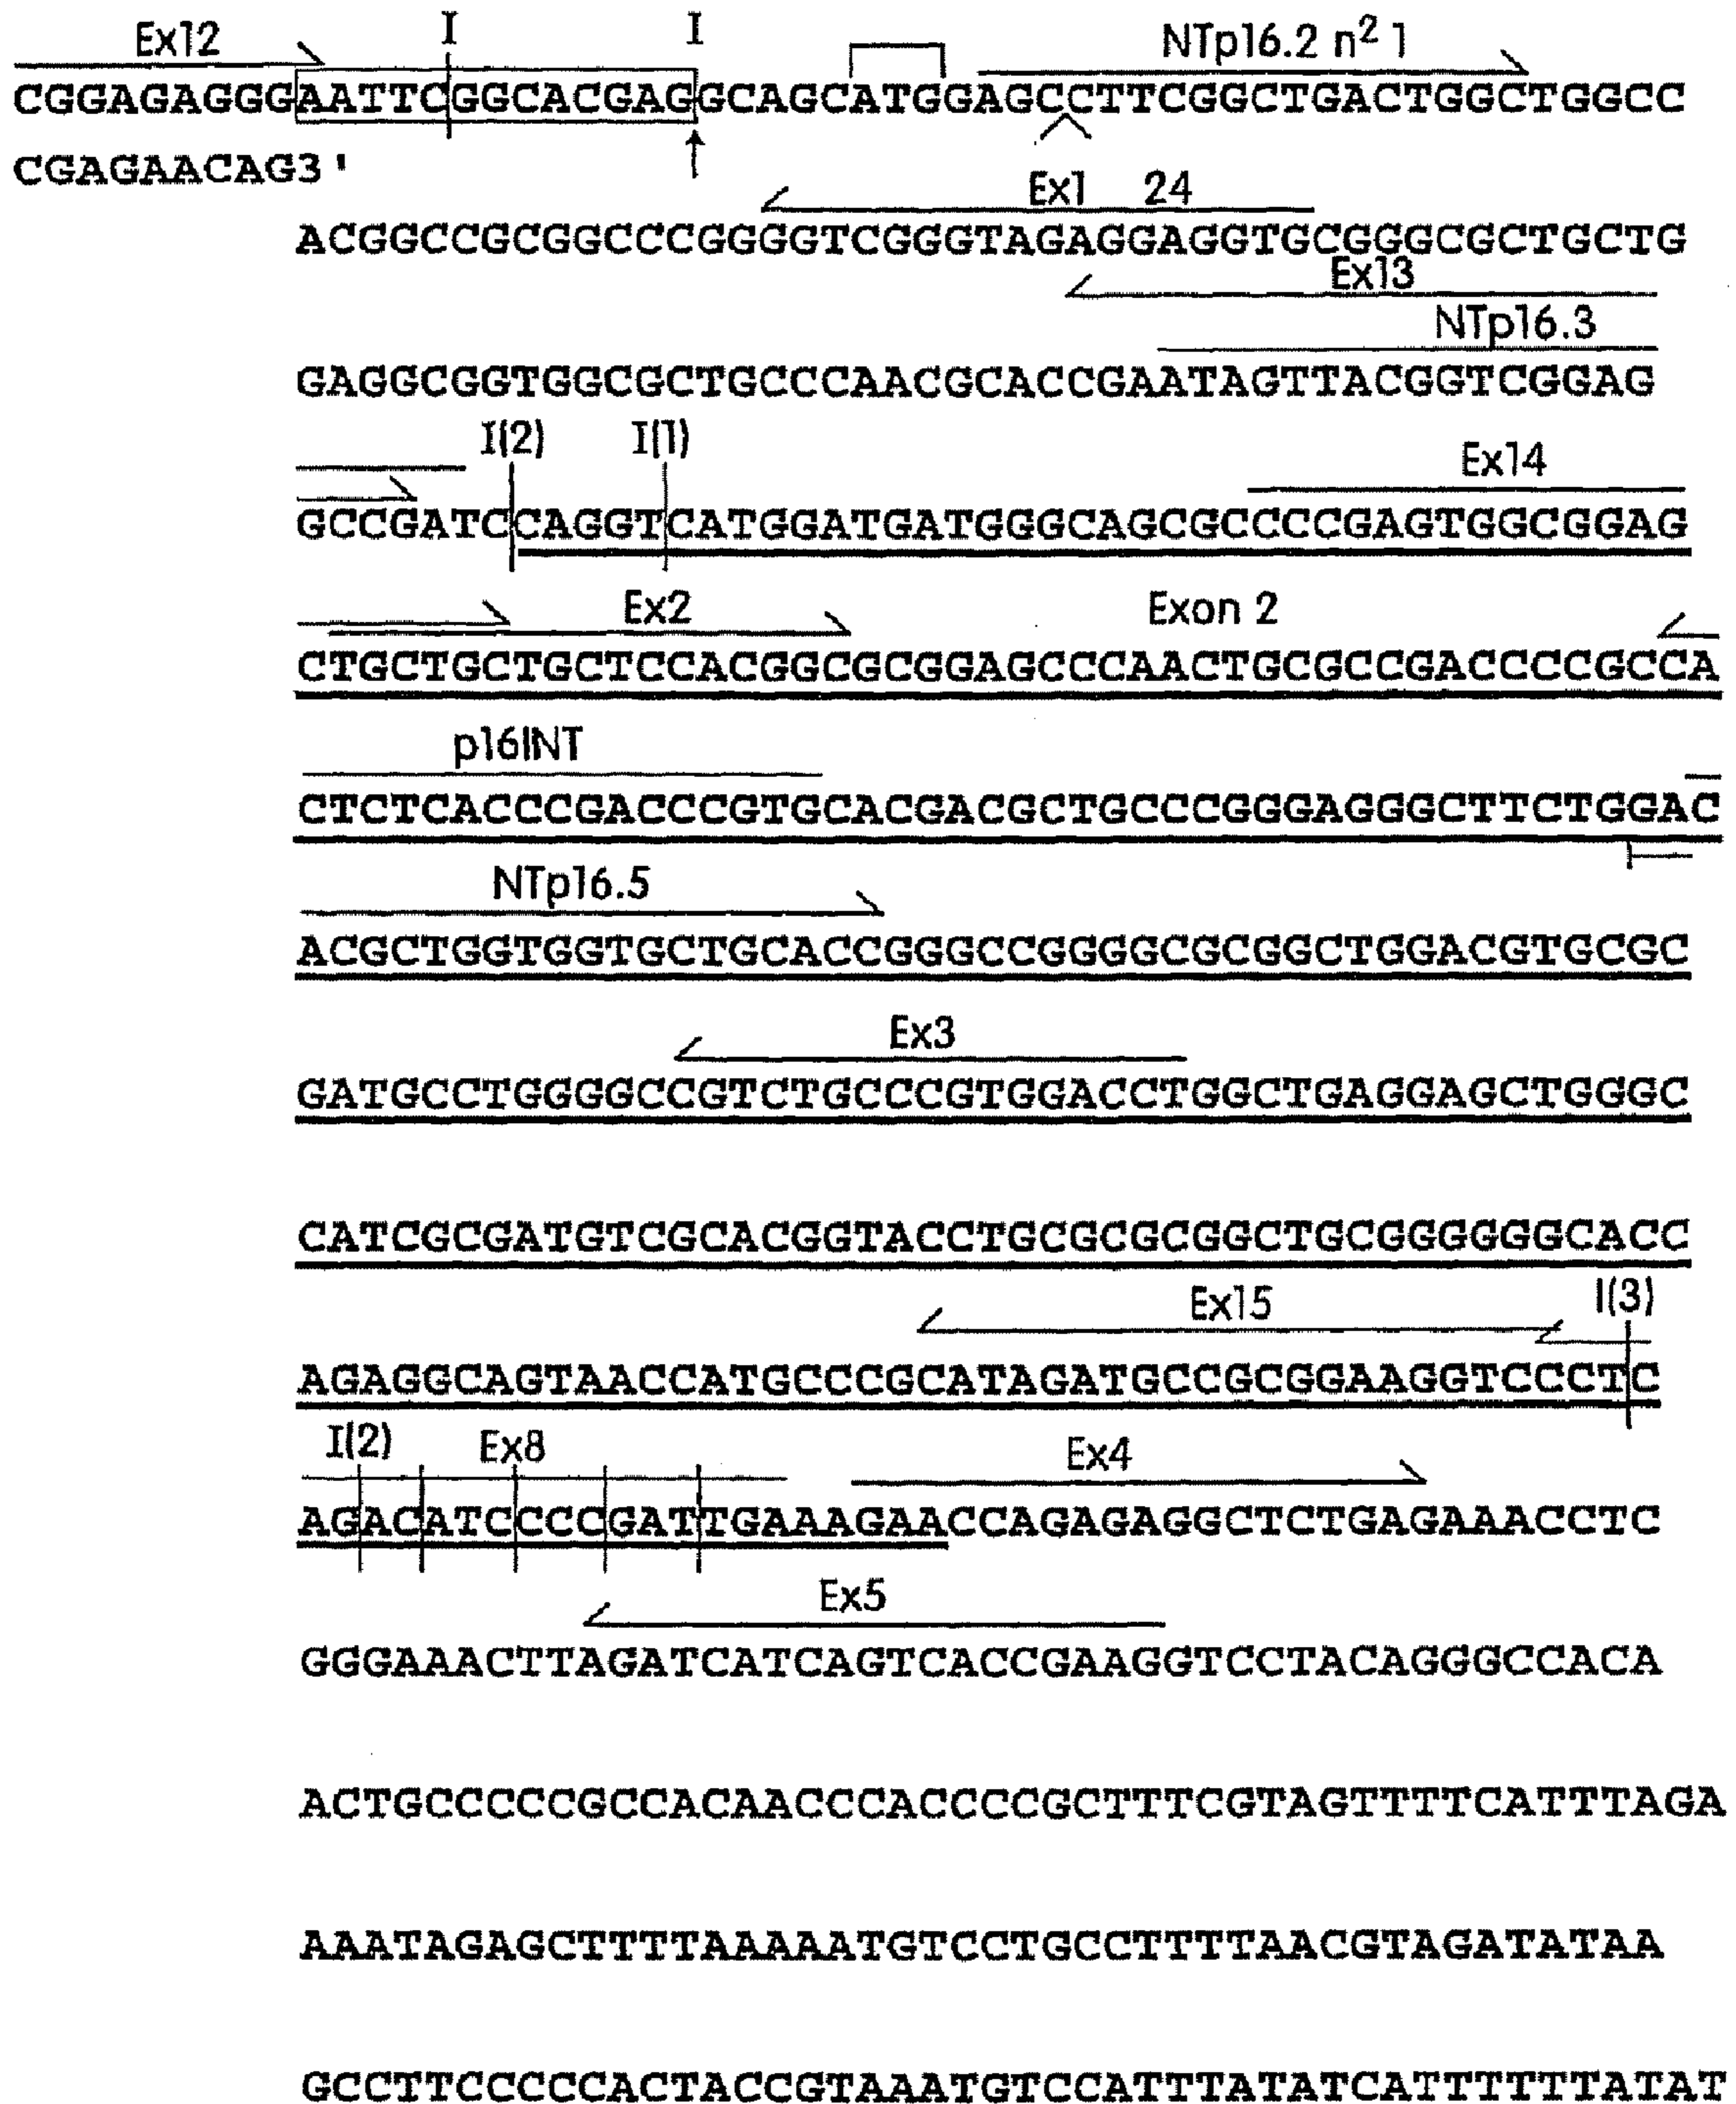 Ex12 I I NTp16.2 n² 1
CGGAGAGGGAATTCGGCACGAGGCAGCATGGAGCCTTCGGCTGACTGGCTGGCC
CGAGAACAG3'
Ex1 24
ACGGCCGCGGCCCGGGGTCGGGTAGAGGAGGTGCGGGCGCTGCTG
Ex13
NTp16.3
GAGGCGGTGGCGCTGCCCAACGCACCGAATAGTTACGGTCGGAG
I(2) I(1) Ex14
GCCGATCCAGGTCATGGATGATGGGCAGCGCCCCGAGTGGCGGAG
Ex2 Exon 2
CTGCTGCTGCTCCACGGCGCGGAGCCCAACTGCGCCGACCCCGCCA
p16INT
CTCTCACCCGACCCGTGCACGACGCTGCCCGGGAGGGCTTCTGGAC
NTp16.5
ACGCTGGTGGTGCTGCACCGGGCCGGGGCGCGGCTGGACGTGCGC
Ex3
GATGCCTGGGGCCGTCTGCCCGTGGACCTGGCTGAGGAGCTGGGC
CATCGCGATGTCGCACGGTACCTGCGCGCGGCTGCGGGGGGCACC
Ex15 I(3)
AGAGGCAGTAACCATGCCCGCATAGATGCCGCGGAAGGTCCCTC
I(2) Ex8 Ex4
AGACATCCCCGATTGAAAGAACCAGAGAGGCTCTGAGAAACCTC
Ex5
GGGAAACTTAGATCATCAGTCACCGAAGGTCCTACAGGGCCACA
ACTGCCCCCGCCACAACCCACCCCGCTTTCGTAGTTTTCATTTAGA
AAATAGAGCTTTTAAAAATGTCCTGCCTTTTAACGTAGATATAA
GCCTTCCCCCACTACCGTAAATGTCCATTTATATCATTTTTTATAT